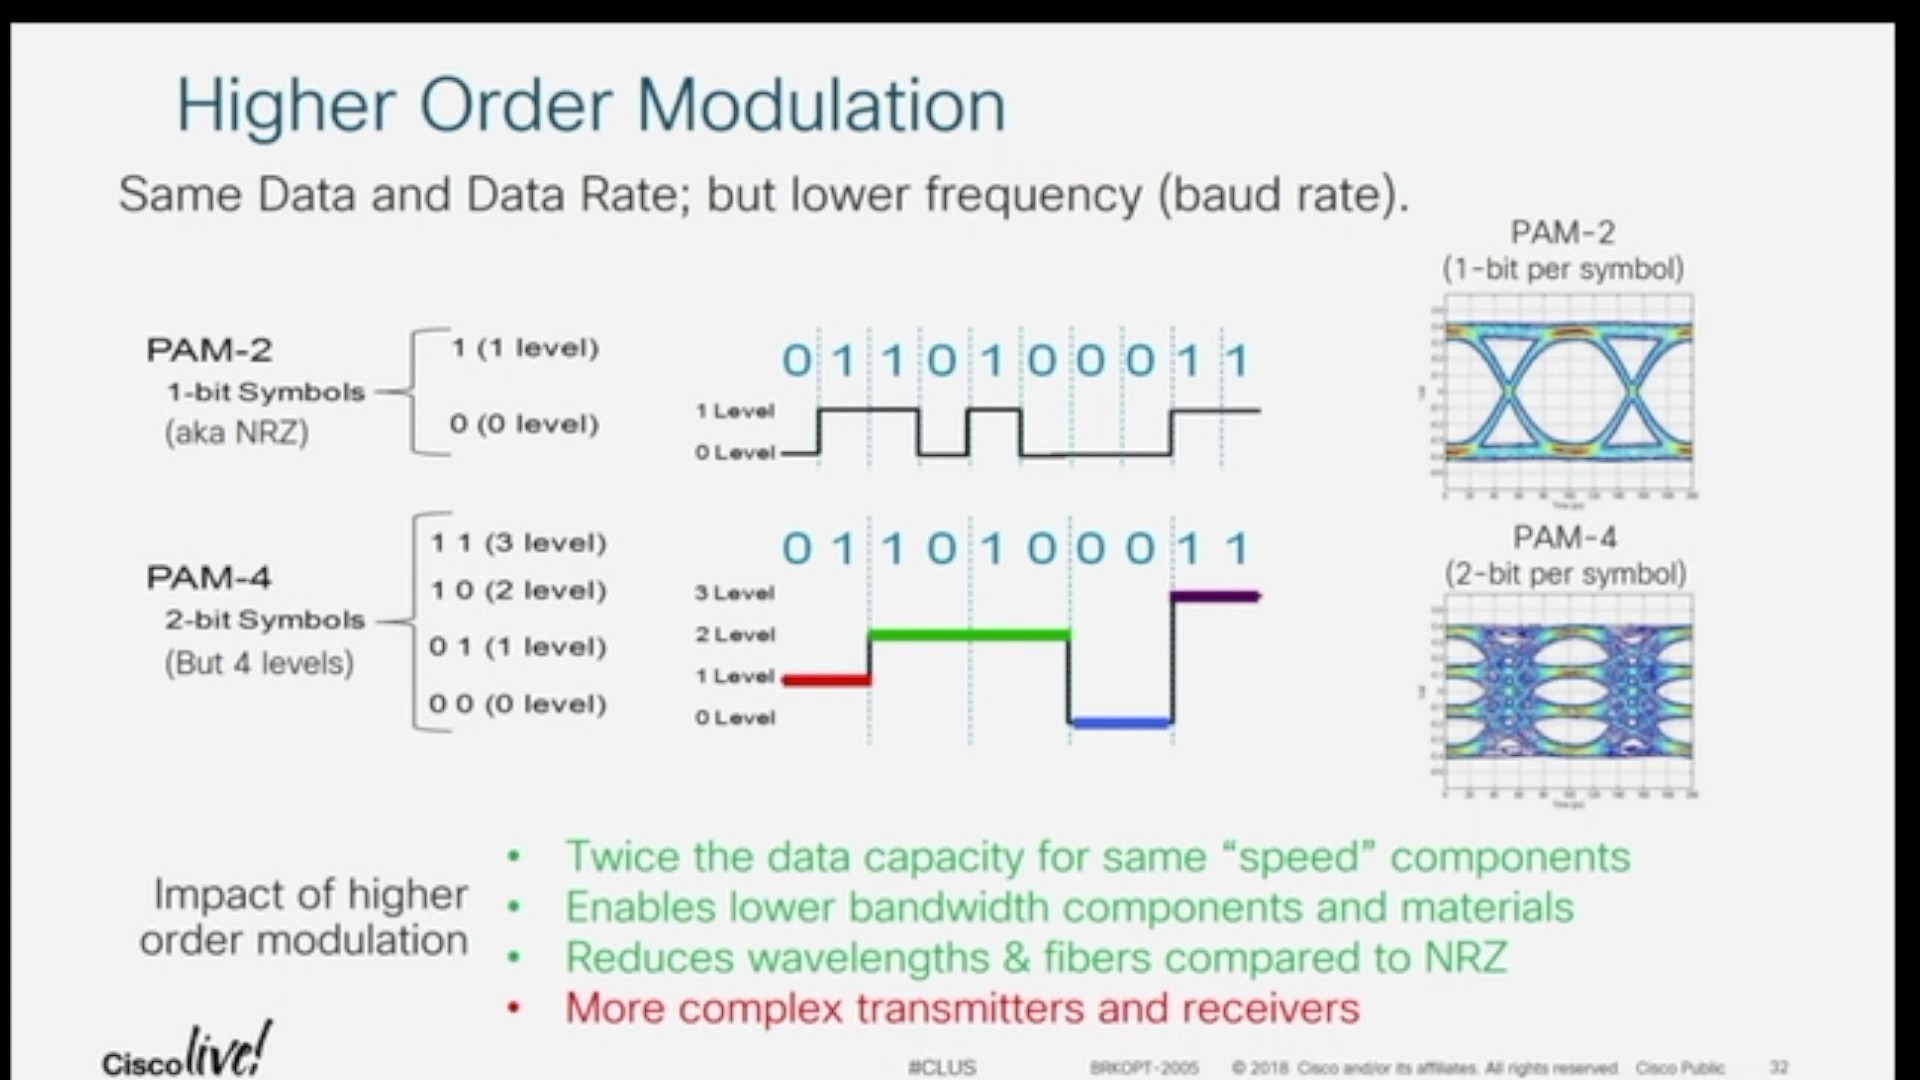 Higher Order Modulation
Same Data and Data Rate; but lower frequency (baud rate).
PAM-2
(1-bit per symbol)
PAM-2
1-bit Symbols
(aka NRZ)
1 (1 level)
0 (0 level)
0 1 1 0 1 0 0 0 1 1
1 Level
0 Level
PAM-4
(2-bit per symbol)
PAM-4
2-bit Symbols
(But 4 levels)
1 1 (3 level)
1 0 (2 level)
0 1 (1 level)
0 0 (0 level)
0 1 1 0 1 0 0 0 1 1
3 Level
2 Level
1 Level
0 Level
Impact of higher
order modulation
• Twice the data capacity for same “speed” components
• Enables lower bandwidth components and materials
• Reduces wavelengths & fibers compared to NRZ
• More complex transmitters and receivers
Cisco live!
#CLUS
BRKOPT-2005
© 2018 Cisco and/or its affiliates. All rights reserved. Cisco Public
32